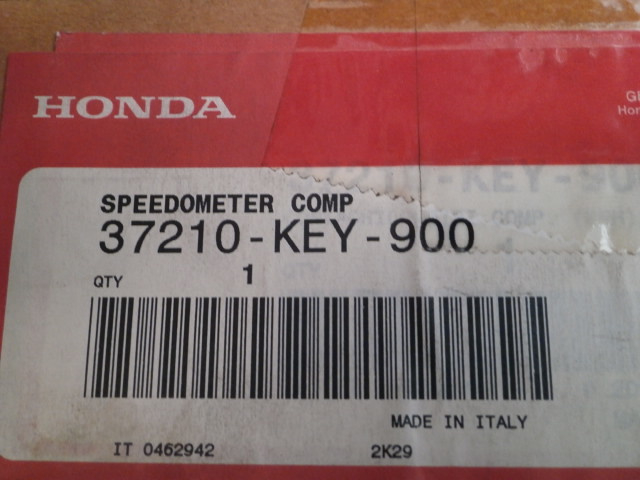 HONDA
SPEEDOMETER COMP
37210-KEY-900
QTY 1
MADE IN ITALY
IT 0462942 2K29